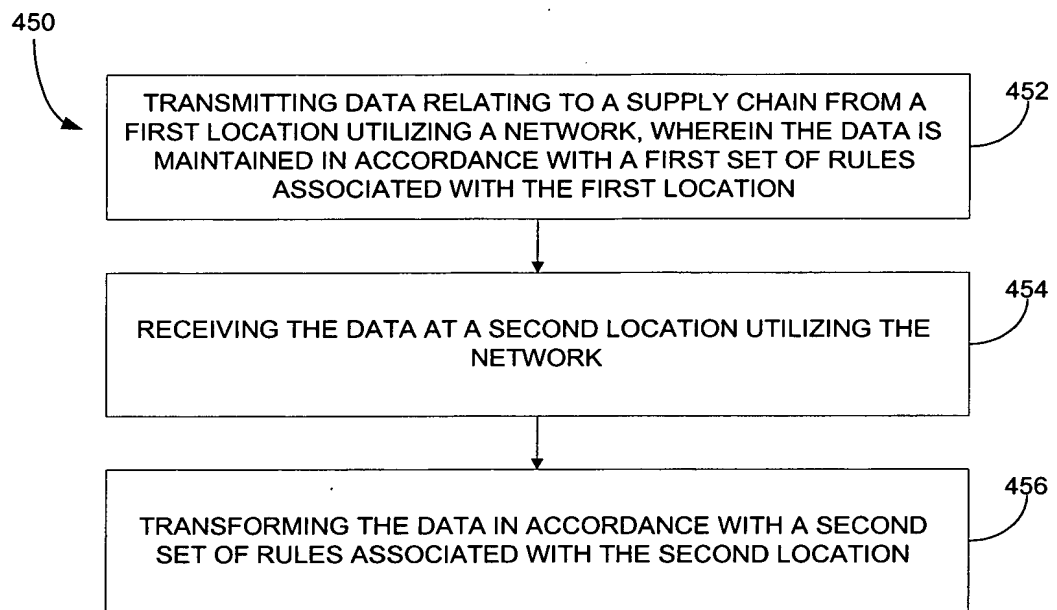 450
TRANSMITTING DATA RELATING TO A SUPPLY CHAIN FROM A
FIRST LOCATION UTILIZING A NETWORK, WHEREIN THE DATA IS
MAINTAINED IN ACCORDANCE WITH A FIRST SET OF RULES
ASSOCIATED WITH THE FIRST LOCATION
452
RECEIVING THE DATA AT A SECOND LOCATION UTILIZING THE
NETWORK
454
TRANSFORMING THE DATA IN ACCORDANCE WITH A SECOND
SET OF RULES ASSOCIATED WITH THE SECOND LOCATION
456